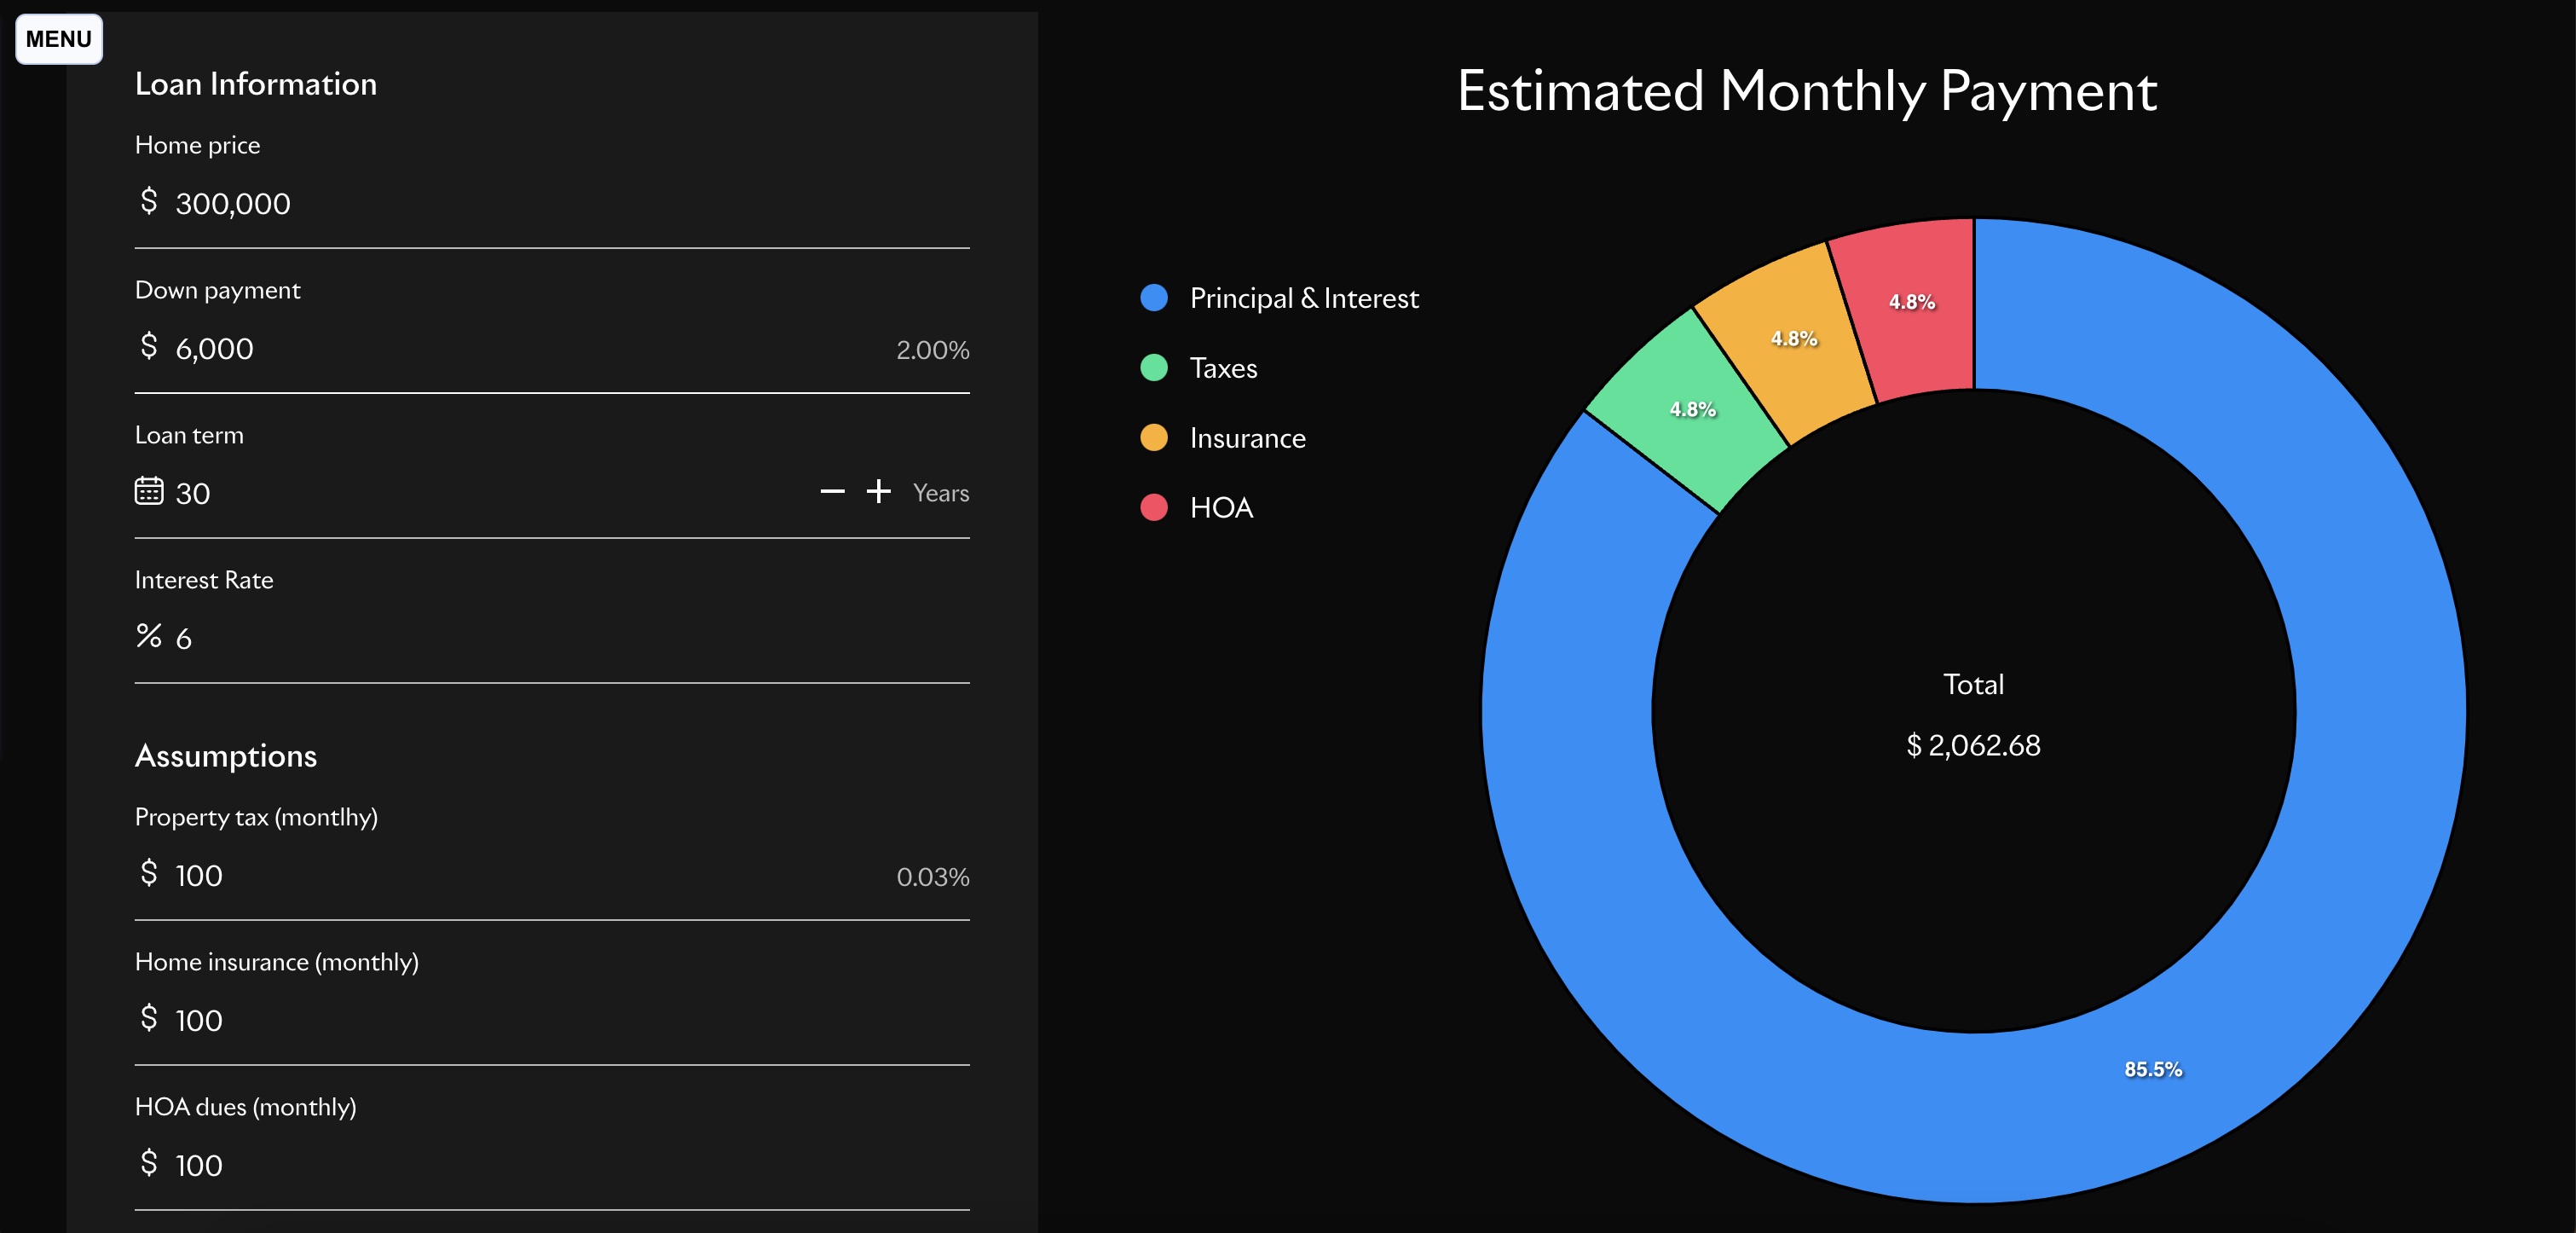 MENU
Loan Information
Home price
$ 300,000
Down payment
$ 6,000 2.00%
Loan term
30 − + Years
Interest Rate
% 6
Assumptions
Property tax (montlhy)
$ 100 0.03%
Home insurance (monthly)
$ 100
HOA dues (monthly)
$ 100
Estimated Monthly Payment
Principal & Interest
Taxes
Insurance
HOA
4.8%
4.8%
4.8%
85.5%
Total
$ 2,062.68